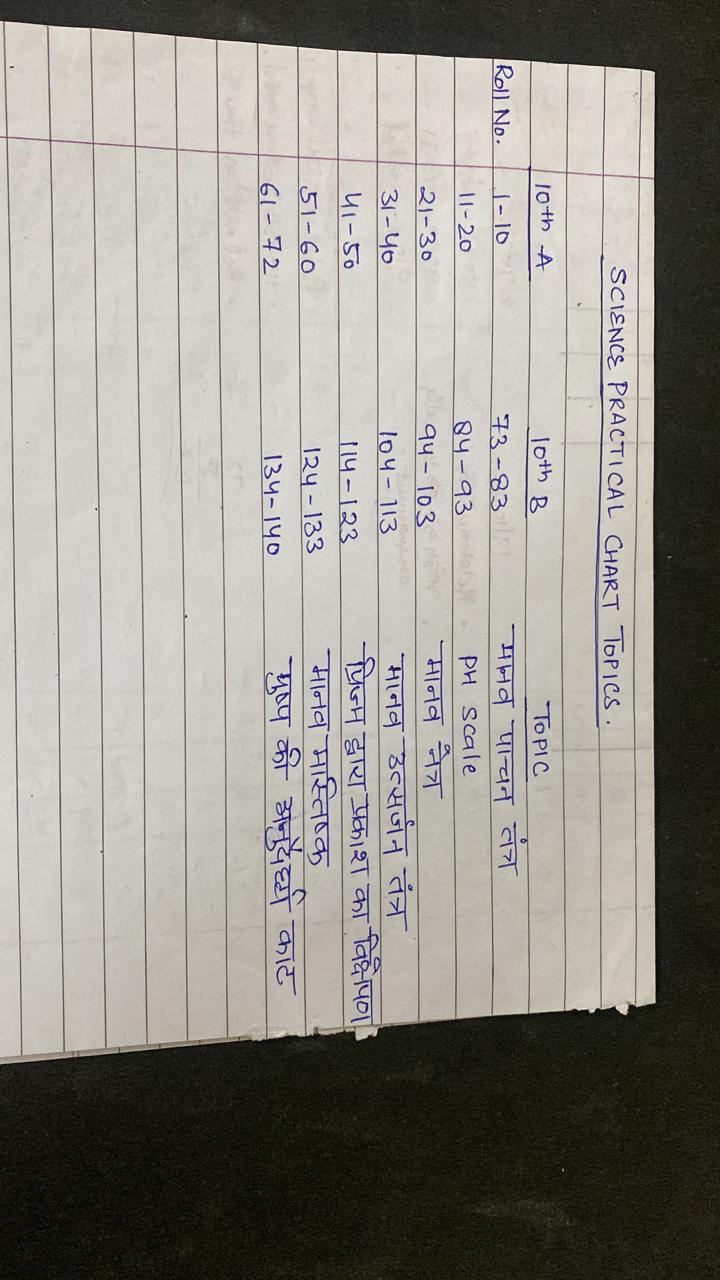 SCIENCE PRACTICAL CHART TOPICS.
10th A 10th B TOPIC
Roll No. 1-10 73-83 मानव पाचन तंत्र
11-20 84-93 PH Scale
21-30 94-103 मानव नेत्र
31-40 104-113 मानव उत्सर्जन तंत्र
41-50 114-123 प्रिज्म द्वारा प्रकाश का विक्षेपण
51-60 124-133 मानव मास्तिष्क
61-72 134-140 पुष्प की अनुदैर्ध्य काट